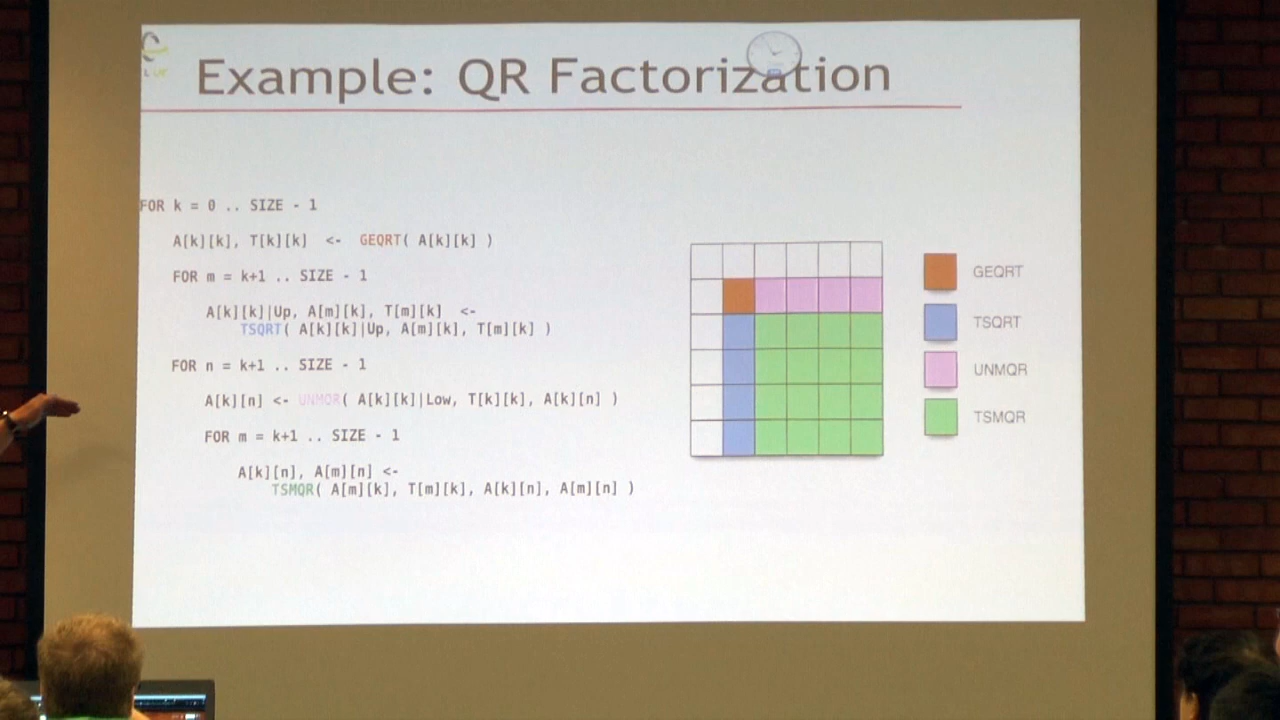 Example: QR Factorization
FOR k = 0 .. SIZE - 1
A[k][k], T[k][k] <- GEQRT( A[k][k] )
FOR m = k+1 .. SIZE - 1
A[k][k]|Up, A[m][k], T[m][k] <-
TSQRT( A[k][k]|Up, A[m][k], T[m][k] )
FOR n = k+1 .. SIZE - 1
A[k][n] <- UNMQR( A[k][k]|Low, T[k][k], A[k][n] )
FOR m = k+1 .. SIZE - 1
A[k][n], A[m][n] <-
TSMQR( A[m][k], T[m][k], A[k][n], A[m][n] )
GEQRT
TSQRT
UNMQR
TSMQR